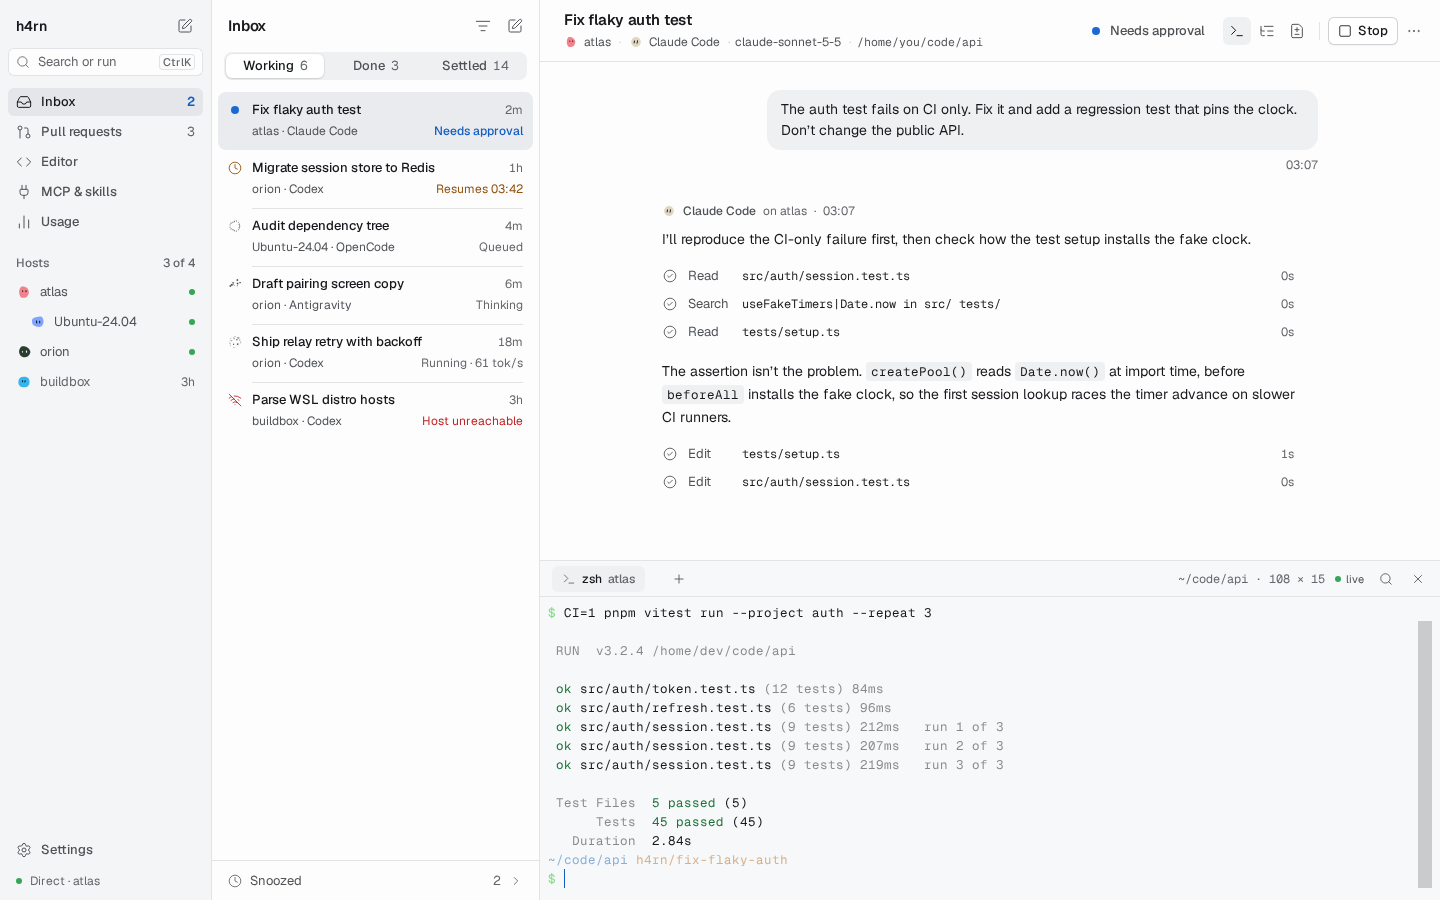 h4rn
Search or run CtrlK
Inbox 2
Pull requests 3
Editor
MCP & skills
Usage
Hosts 3 of 4
atlas
Ubuntu-24.04
orion
buildbox 3h
Settings
Direct · atlas
Inbox
Working 6 Done 3 Settled 14
Fix flaky auth test 2m
atlas · Claude Code Needs approval
Migrate session store to Redis 1h
orion · Codex Resumes 03:42
Audit dependency tree 4m
Ubuntu-24.04 · OpenCode Queued
Draft pairing screen copy 6m
orion · Antigravity Thinking
Ship relay retry with backoff 18m
orion · Codex Running · 61 tok/s
Parse WSL distro hosts 3h
buildbox · Codex Host unreachable
Snoozed 2
Fix flaky auth test
atlas · Claude Code · claude-sonnet-5-5 · /home/you/code/api
Needs approval
Stop
The auth test fails on CI only. Fix it and add a regression test that pins the clock.
Don’t change the public API.
03:07
Claude Code on atlas · 03:07
I’ll reproduce the CI-only failure first, then check how the test setup installs the fake clock.
Read src/auth/session.test.ts 0s
Search useFakeTimers|Date.now in src/ tests/ 0s
Read tests/setup.ts 0s
The assertion isn’t the problem. createPool() reads Date.now() at import time, before
beforeAll installs the fake clock, so the first session lookup races the timer advance on slower
CI runners.
Edit tests/setup.ts 1s
Edit src/auth/session.test.ts 0s
zsh atlas
~/code/api · 108 × 15 live
$ CI=1 pnpm vitest run --project auth --repeat 3
RUN v3.2.4 /home/dev/code/api
ok src/auth/token.test.ts (12 tests) 84ms
ok src/auth/refresh.test.ts (6 tests) 96ms
ok src/auth/session.test.ts (9 tests) 212ms run 1 of 3
ok src/auth/session.test.ts (9 tests) 207ms run 2 of 3
ok src/auth/session.test.ts (9 tests) 219ms run 3 of 3
Test Files 5 passed (5)
Tests 45 passed (45)
Duration 2.84s
~/code/api h4rn/fix-flaky-auth
$